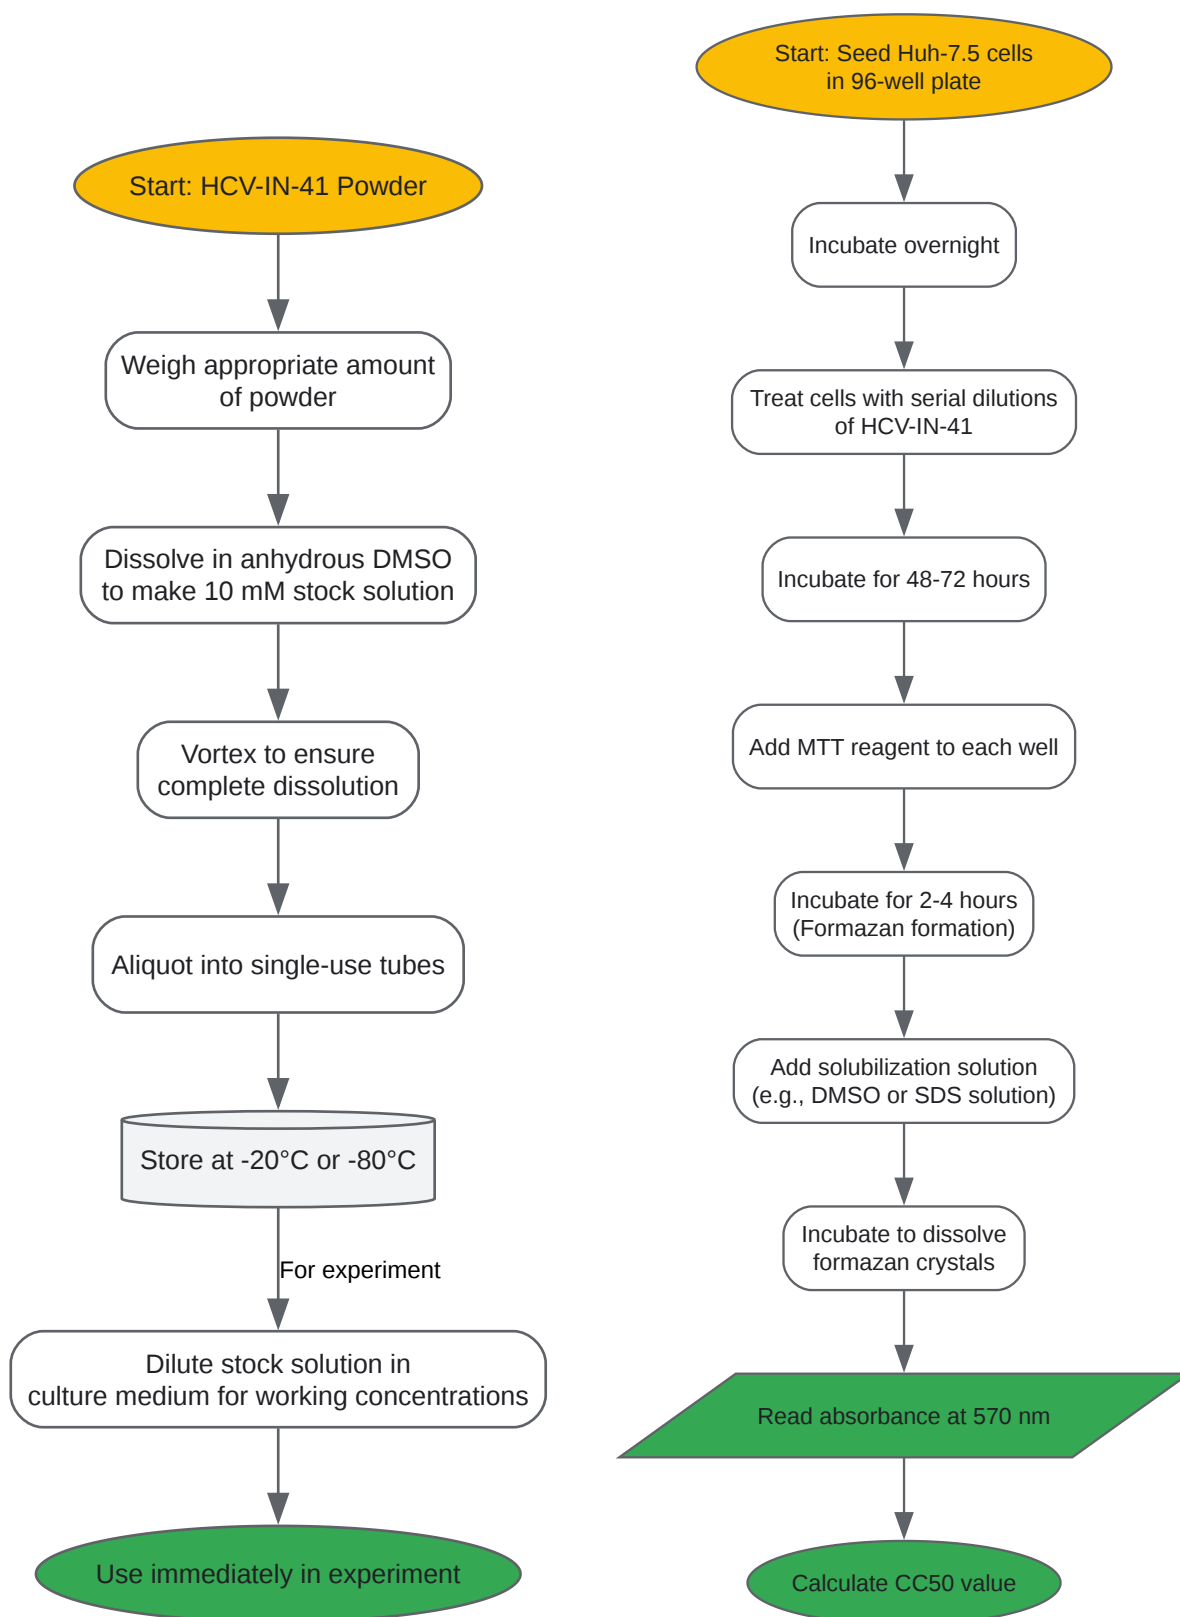 Start: HCV-IN-41 Powder
Weigh appropriate amount
of powder
Dissolve in anhydrous DMSO
to make 10 mM stock solution
Vortex to ensure
complete dissolution
Aliquot into single-use tubes
Store at -20°C or -80°C
For experiment
Dilute stock solution in
culture medium for working concentrations
Use immediately in experiment
Start: Seed Huh-7.5 cells
in 96-well plate
Incubate overnight
Treat cells with serial dilutions
of HCV-IN-41
Incubate for 48-72 hours
Add MTT reagent to each well
Incubate for 2-4 hours
(Formazan formation)
Add solubilization solution
(e.g., DMSO or SDS solution)
Incubate to dissolve
formazan crystals
Read absorbance at 570 nm
Calculate CC50 value